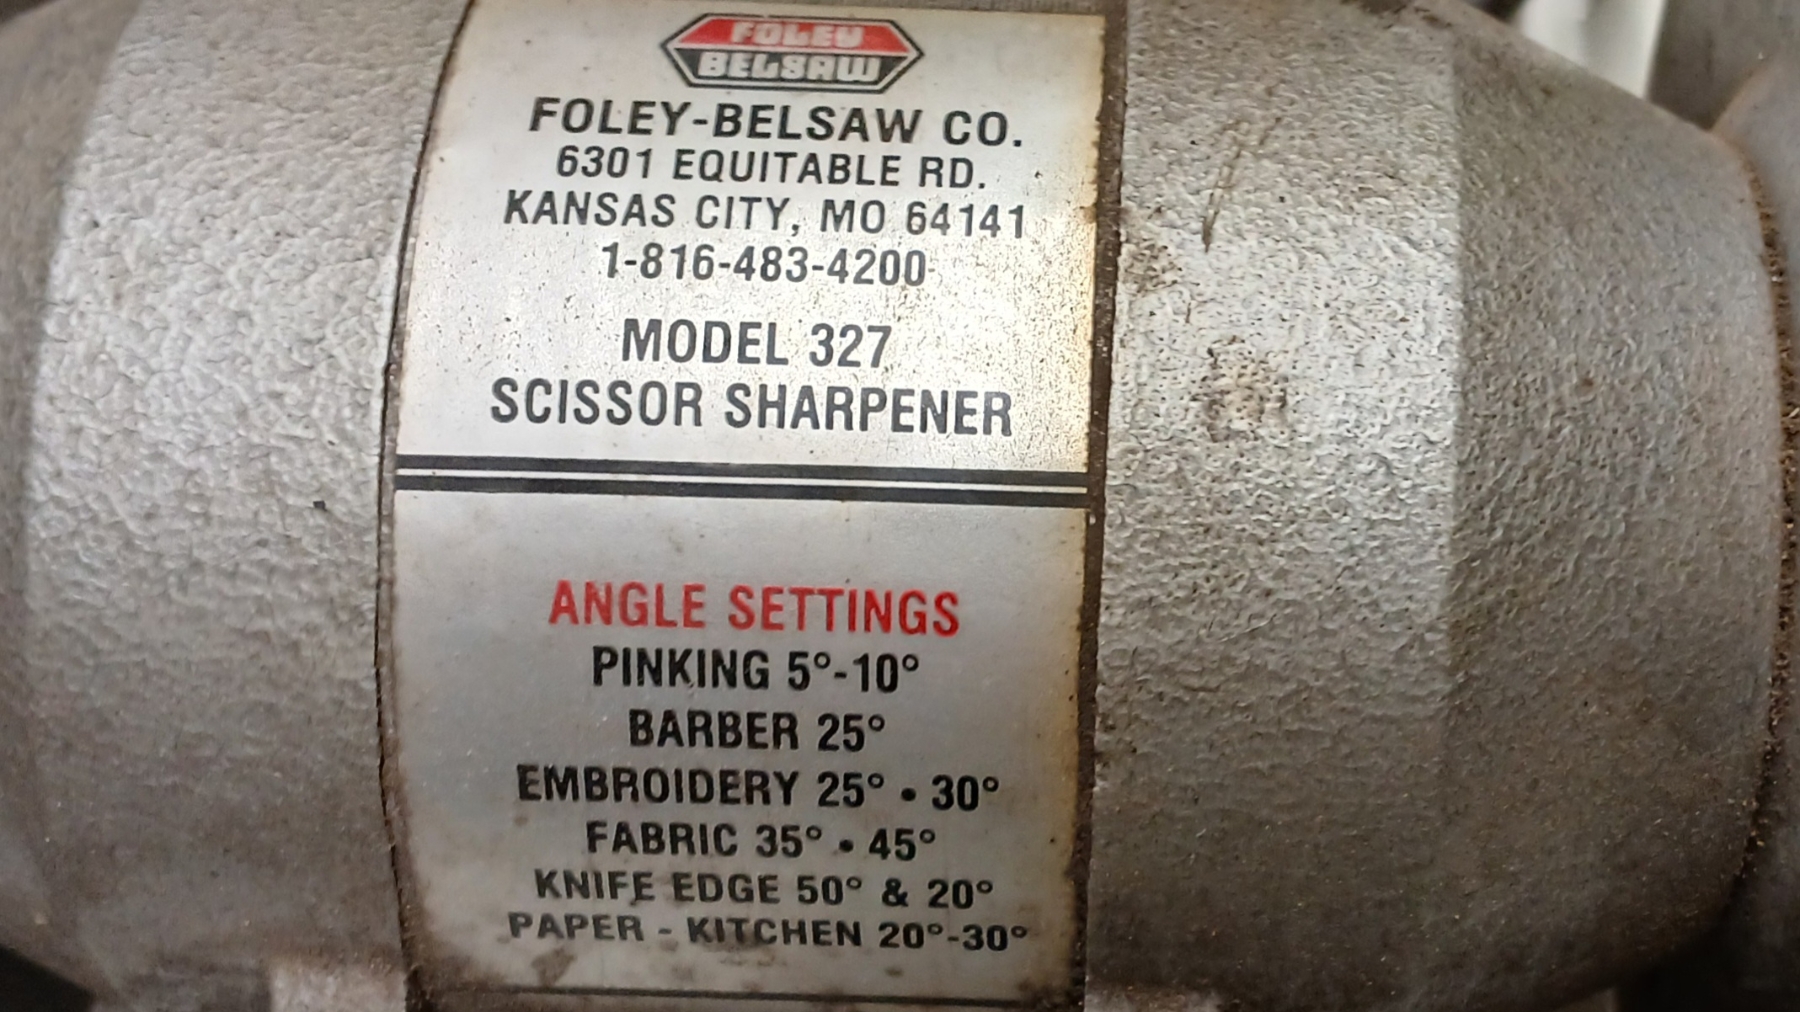 FOLEY
BELSAW
FOLEY-BELSAW CO.
6301 EQUITABLE RD.
KANSAS CITY, MO 64141
1-816-483-4200
MODEL 327
SCISSOR SHARPENER
ANGLE SETTINGS
PINKING 5°-10°
BARBER 25°
EMBROIDERY 25° • 30°
FABRIC 35° • 45°
KNIFE EDGE 50° & 20°
PAPER - KITCHEN 20°-30°